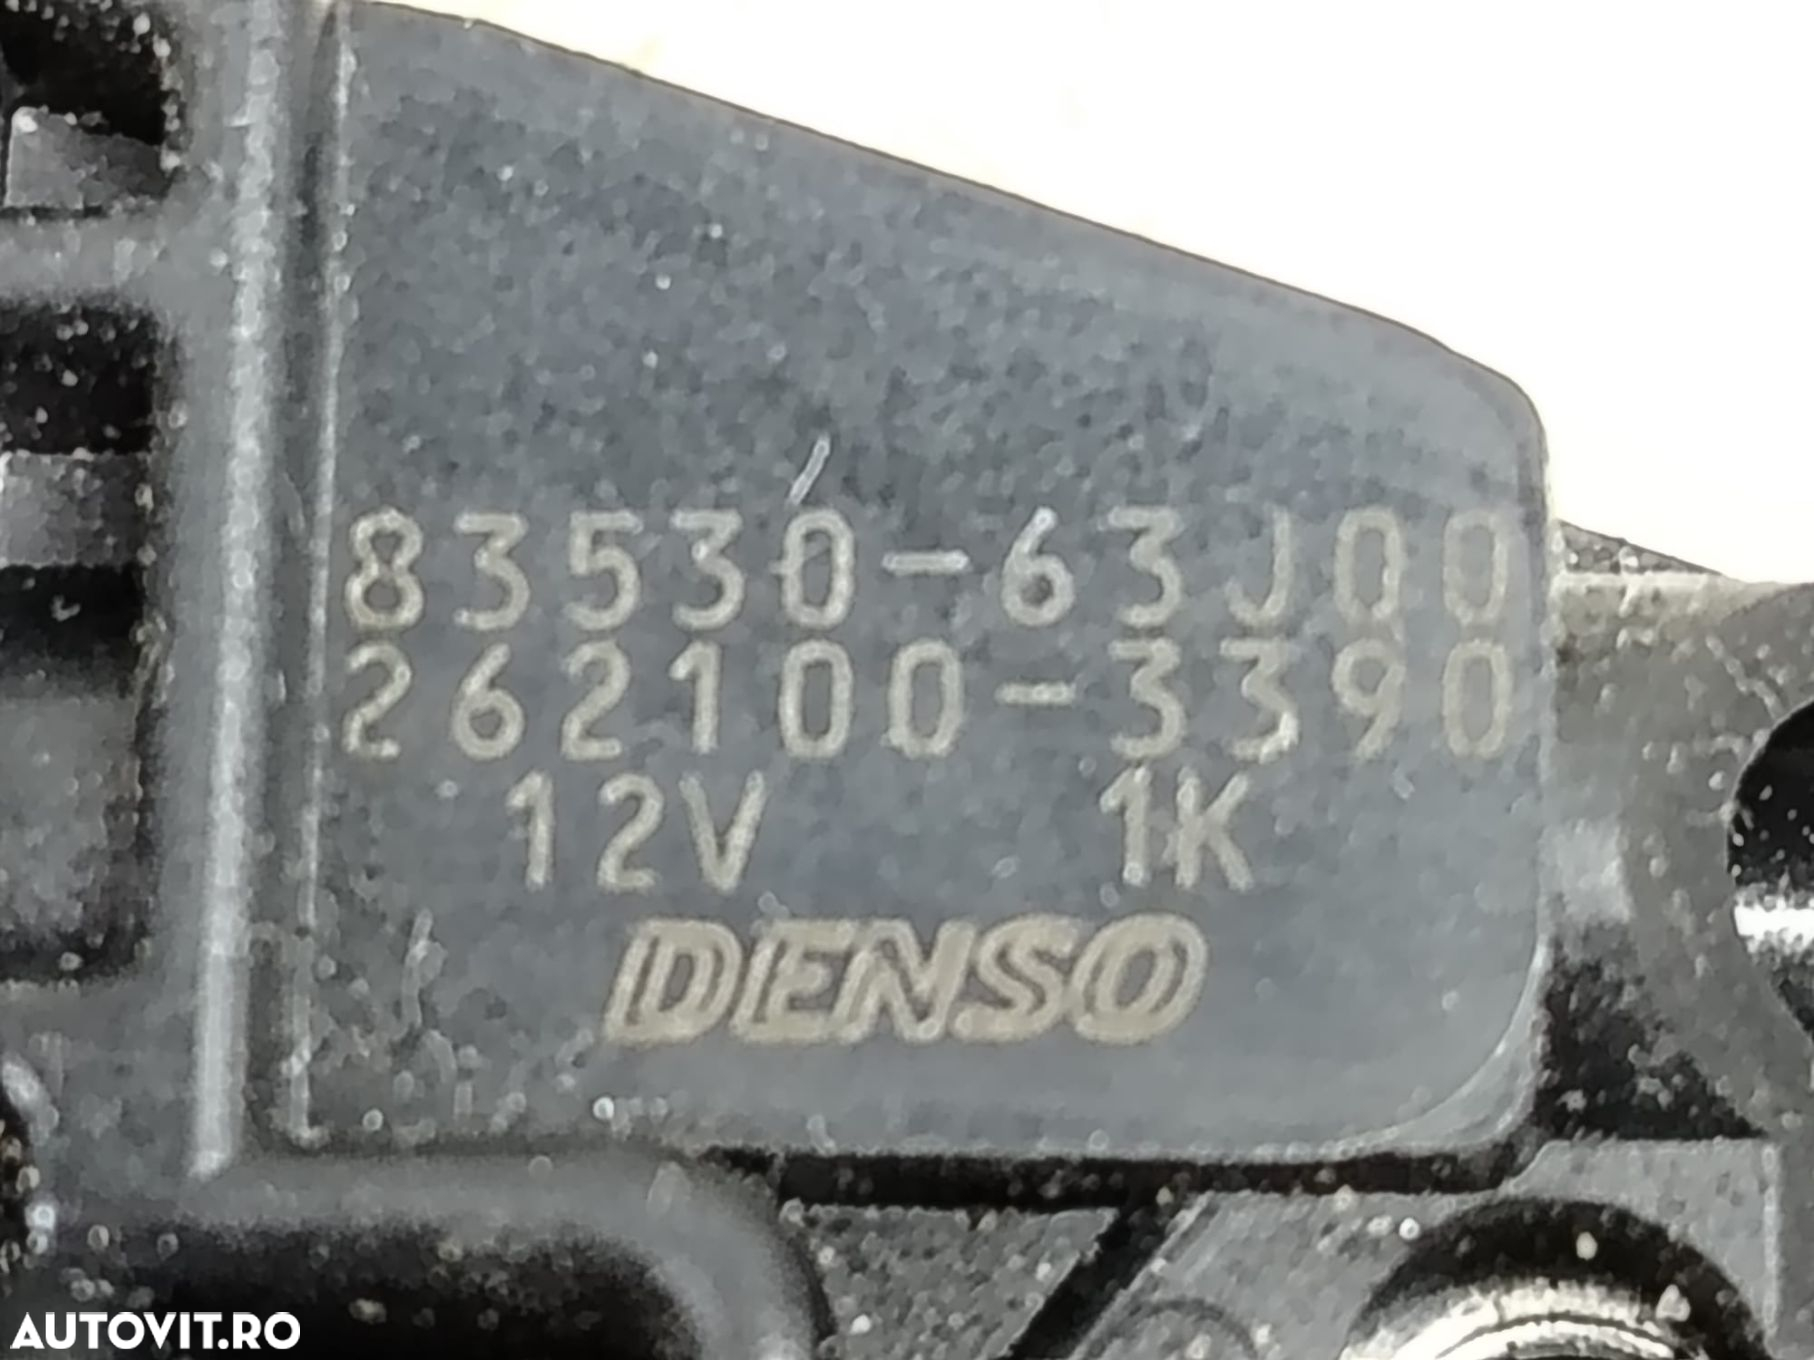 83530-63J00
262100-3390
12V 1K
DENSO
AUTOVIT.RO